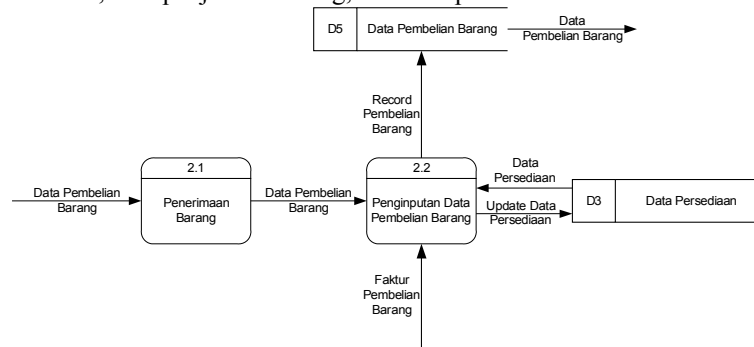 D5
Data Pembelian Barang
Data
Pembelian Barang
Record
Pembelian
Barang
2.1
Penerimaan
Barang
2.2
Penginputan Data
Pembelian Barang
Data Pembelian
Barang
Data Pembelian
Barang
Data
Persediaan
Update Data
Persediaan
D3
Data Persediaan
Faktur
Pembelian
Barang